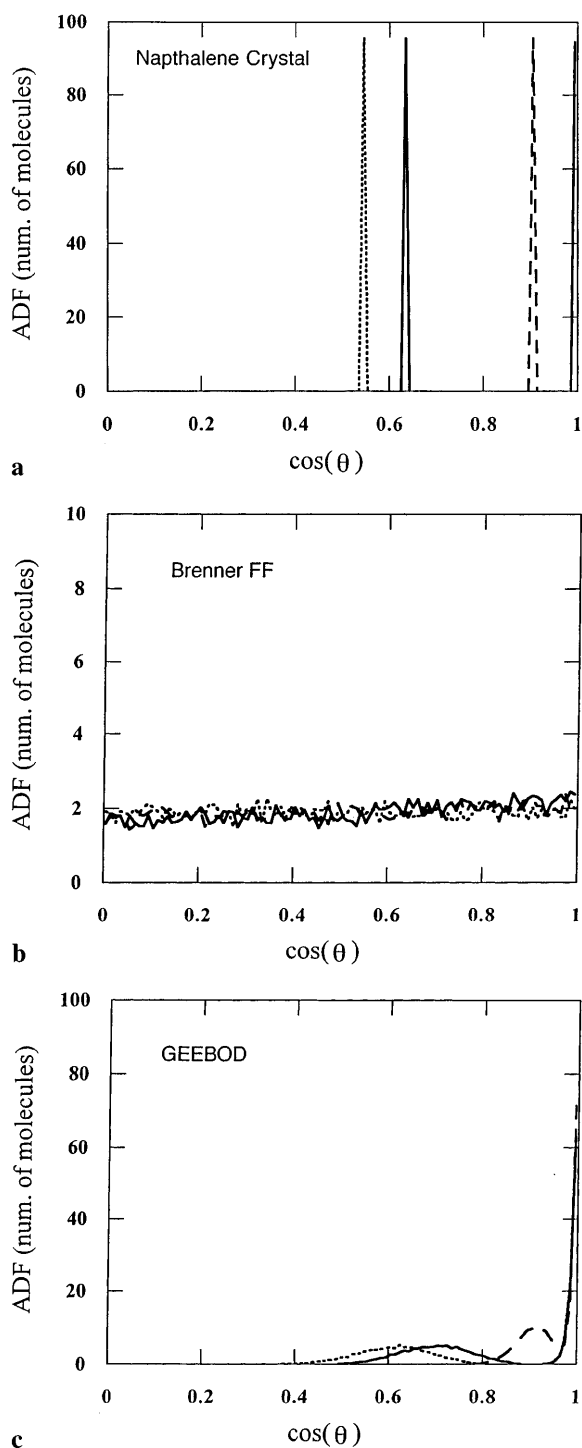 100
80
60
40
20
0
ADF (num. of molecules)
Napthalene Crystal
0 0.2 0.4 0.6 0.8 1
cos(θ)
a
10
8
6
4
2
0
ADF (num. of molecules)
Brenner FF
0 0.2 0.4 0.6 0.8 1
cos(θ)
b
100
80
60
40
20
0
ADF (num. of molecules)
GEEBOD
0 0.2 0.4 0.6 0.8 1
cos(θ)
c